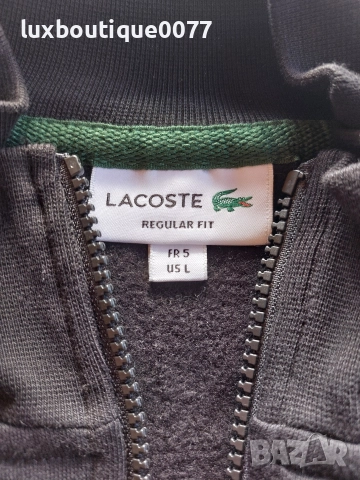 luxboutique0077
LACOSTE
REGULAR FIT
FR 5
US L
BAZAR